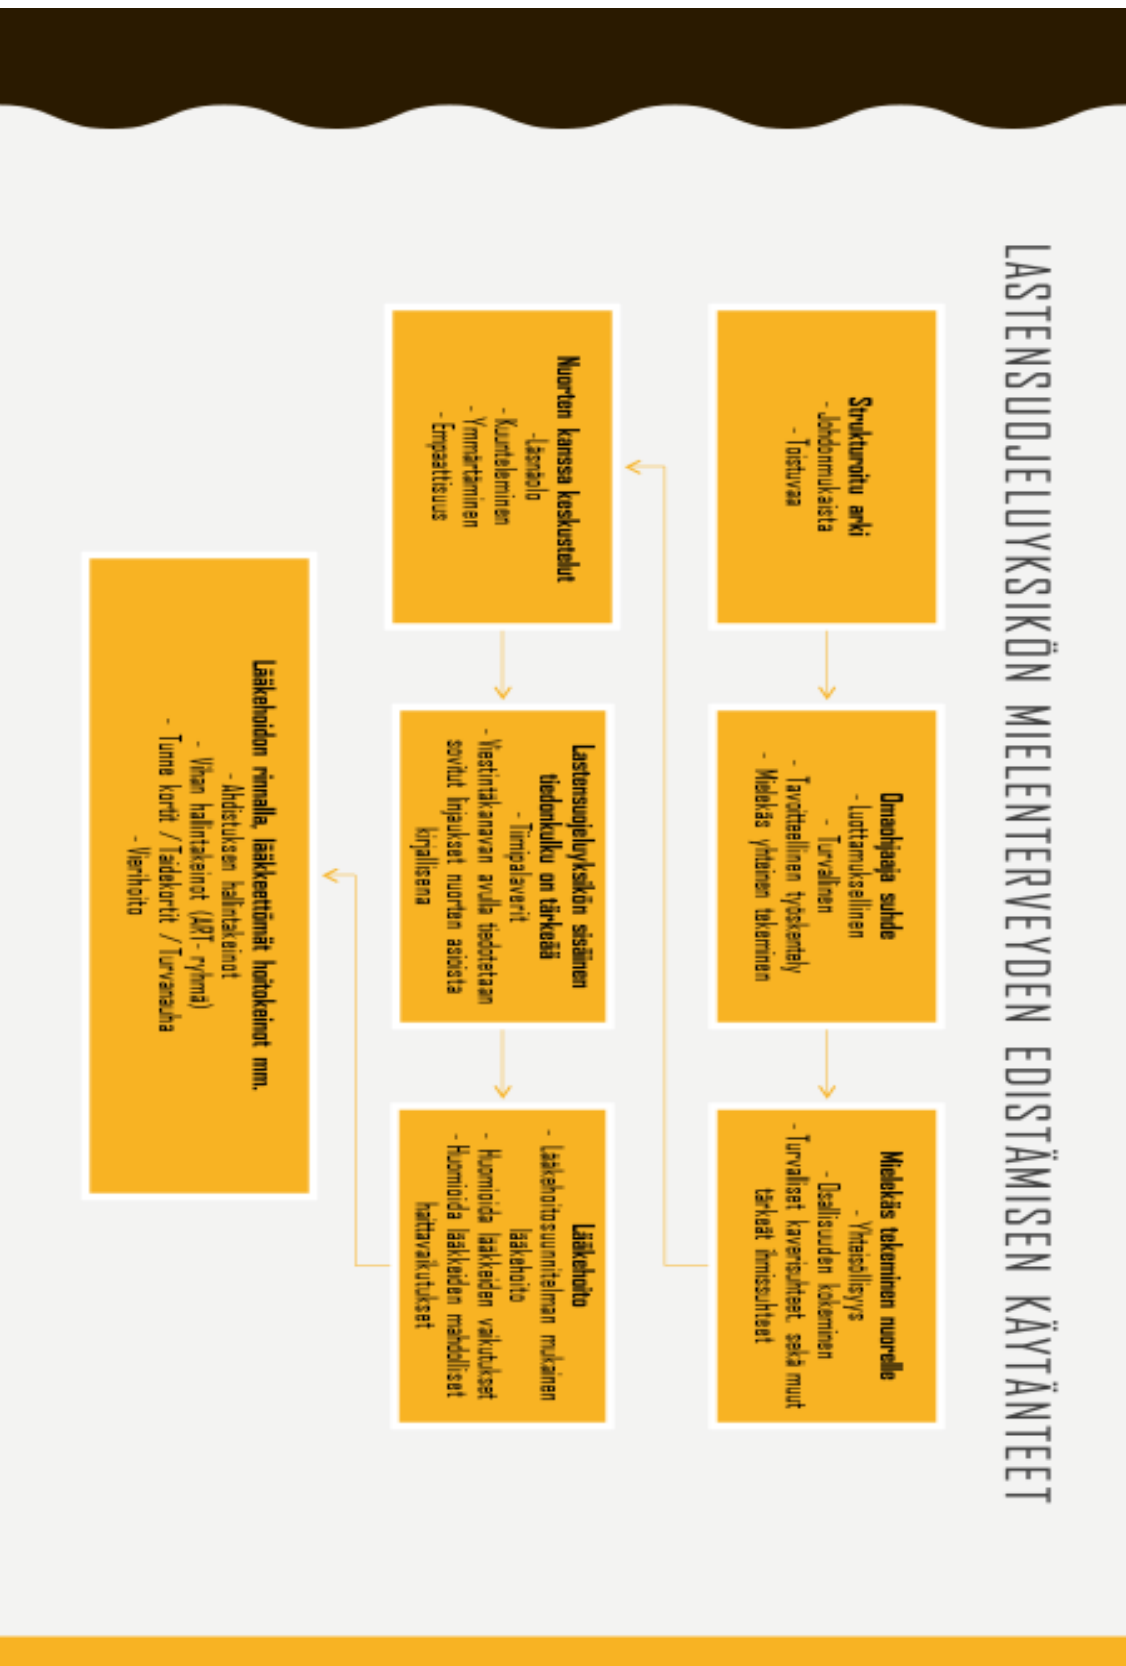 LASTENSUOJELUYKSIKÖN MIELENTERVEYDEN EDISTÄMISEN KÄYTÄNTEET
Strukturoitu arki
- Johdonmukaista
- Toistuvaa
Omaohjaaja suhde
- Luottamuksellinen
- Turvallinen
- Tavoitteellinen työskentely
- Mielekäs yhteinen tekeminen
Mielekäs tekeminen nuorelle
- Yhteisöllisyys
- Osallisuuden kokeminen
- Turvalliset kaverisuhteet, sekä muut
tärkeät ihmissuhteet
Nuorten kanssa keskustelut
-Läsnäolo
- Kuunteleminen
- Ymmärtäminen
- Empaattisuus
Lastensuojeluyksikön sisäinen
tiedonkulku on tärkeää
- Tiimipalaverit
- Viestintäkanavan avulla tiedotetaan
sovitut linjaukset nuorten asioista
kirjallisena
Lääkehoito
- Lääkehoitosuunnitelman mukainen
lääkehoito
- Huomioida lääkkeiden vaikutukset
- Huomioida lääkkeiden mahdolliset
haittavaikutukset
Lääkehoidon rinnalla, lääkkeettömät hoitokeinot mm.
- Ahdistuksen hallintakeinot
- Vihan hallintakeinot (ART- ryhmä)
- Tunne kortit / Taidekortit / Turvanauha
- Vierihoito